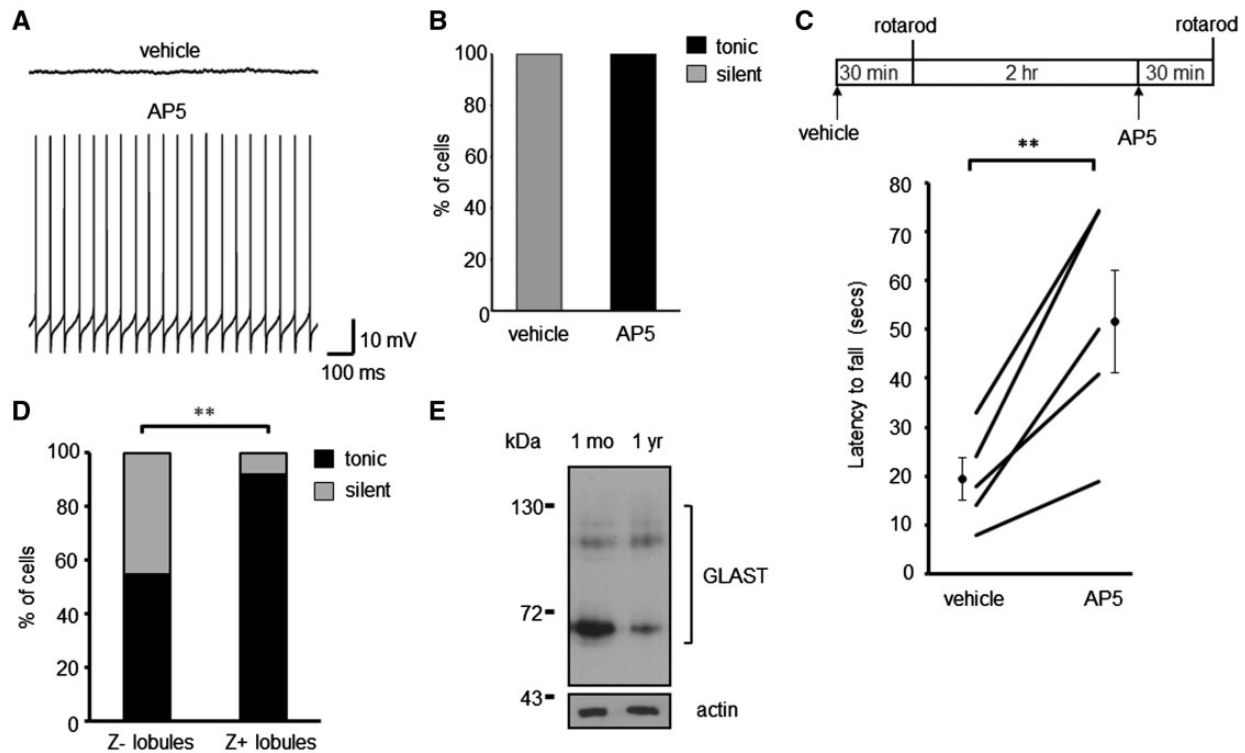 A
vehicle
AP5
10 mV
100 ms
B
100
80
60
40
20
0
% of cells
vehicle
AP5
tonic
silent
C
rotarod
rotarod
30 min
2 hr
30 min
vehicle
AP5
**
80
70
60
50
40
30
20
10
0
Latency to fall (secs)
vehicle
AP5
D
**
100
80
60
40
20
0
% of cells
Z- lobules
Z+ lobules
tonic
silent
E
kDa
1 mo
1 yr
130
72
43
GLAST
actin